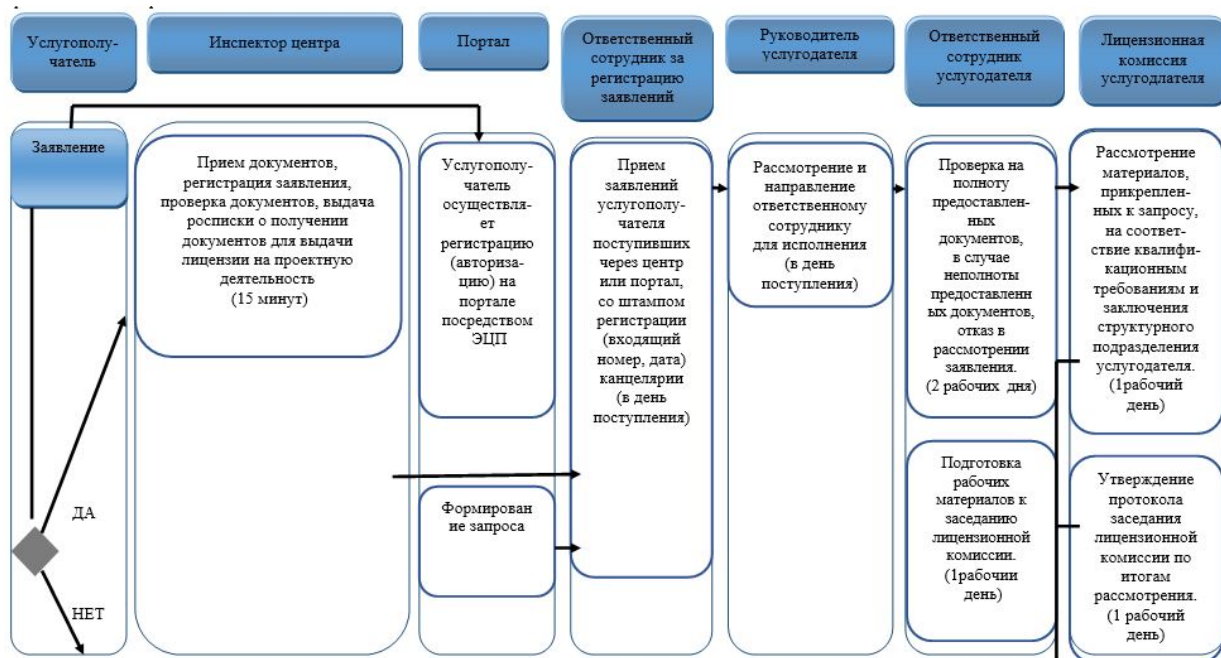 Услугополу-
чатель
Инспектор центра
Портал
Ответственный
сотрудник за
регистрацию
заявлений
Руководитель
услугодателя
Ответственный
сотрудник
услугодателя
Лицензионная
комиссия
услугодлателя
Заявление
ДА
НЕТ
Прием документов,
регистрация заявления,
проверка документов, выдача
росписки о получении
документов для выдачи
лицензии на проектную
деятельность
(15 минут)
Услугополу-
чатель
осуществля-
ет
регистрацию
(авториза-
цию) на
портале
посредством
ЭЦП
Формирован
ие запроса
Прием
заявлений
услугополу-
чателя
поступивших
через центр
или портал,
со штампом
регистрации
(входящий
номер, дата)
канцелярии
(в день
поступления)
Рассмотрение и
направление
ответственному
сотруднику
для исполнения
(в день
поступления)
Проверка на
полноту
предоставлен-
ных
документов,
в случае
неполноты
предоставленн
ых документов,
отказ в
рассмотрении
заявления.
(2 рабочих дня)
Подготовка
рабочих
материалов к
заседанию
лицензионной
комиссии.
(1рабочии
день)
Рассмотрение
материалов,
прикреплен-
ных к запросу,
на соответ-
ствие квалифи-
кационным
требованиям и
заключения
структурного
подразделения
услугодателя.
(1рабочий
день)
Утверждение
протокола
заседания
лицензионной
комиссии по
итогам
рассмотрения.
(1 рабочий
день)